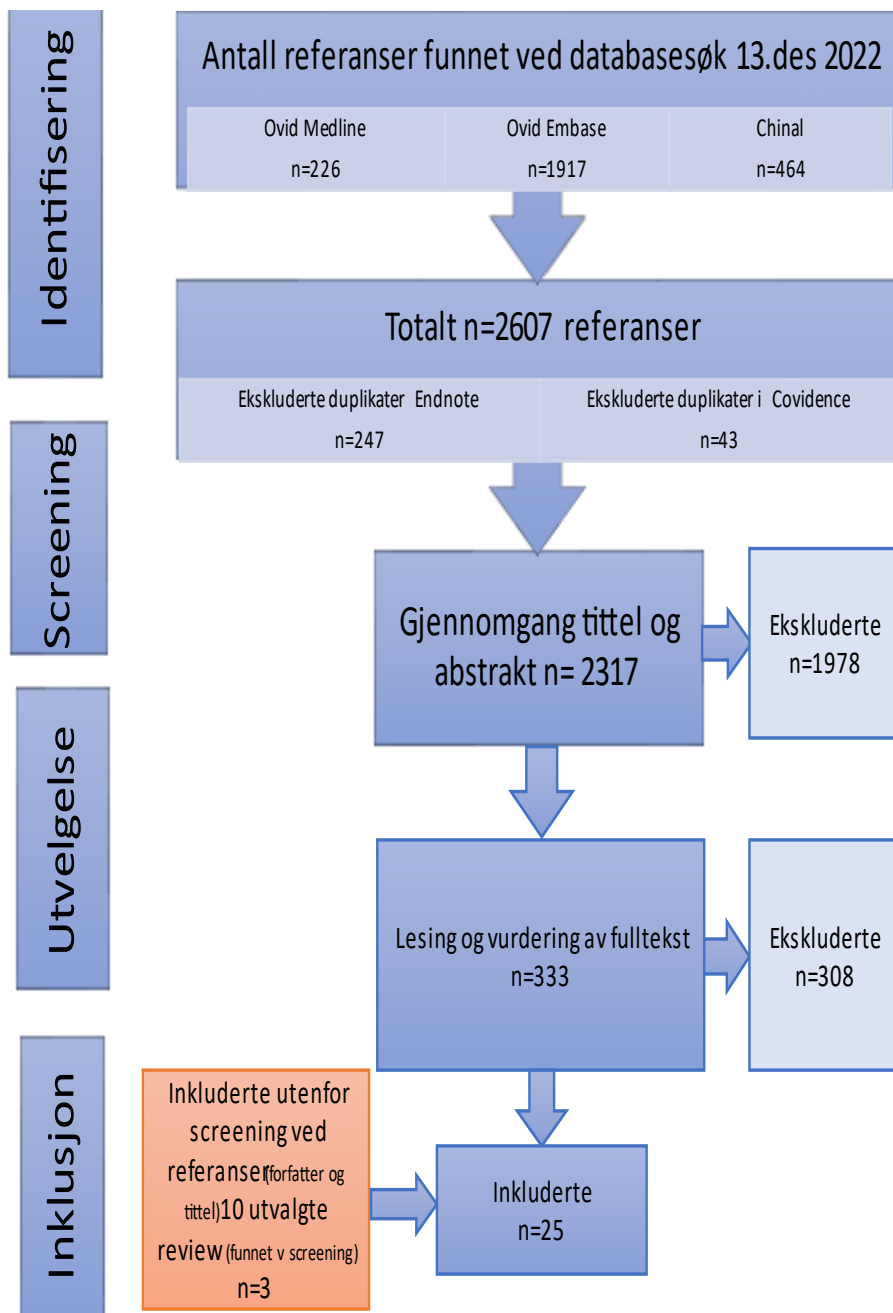 Identifisering
Antall referanser funnet ved databasesøk 13.des 2022
Ovid Medline
n=226
Ovid Embase
n=1917
Chinal
n=464
Totalt n=2607 referanser
Ekskluderte duplikater Endnote
n=247
Ekskluderte duplikater i Covidence
n=43
Screening
Gjennomgang tittel og
abstrakt n= 2317
Ekskluderte
n=1978
Utvelgelse
Lesing og vurdering av fulltekst
n=333
Ekskluderte
n=308
Inklusjon
Inkluderte utenfor
screening ved
referanser(forfatter og
tittel)10 utvalgte
review (funnet v screening)
n=3
Inkluderte
n=25